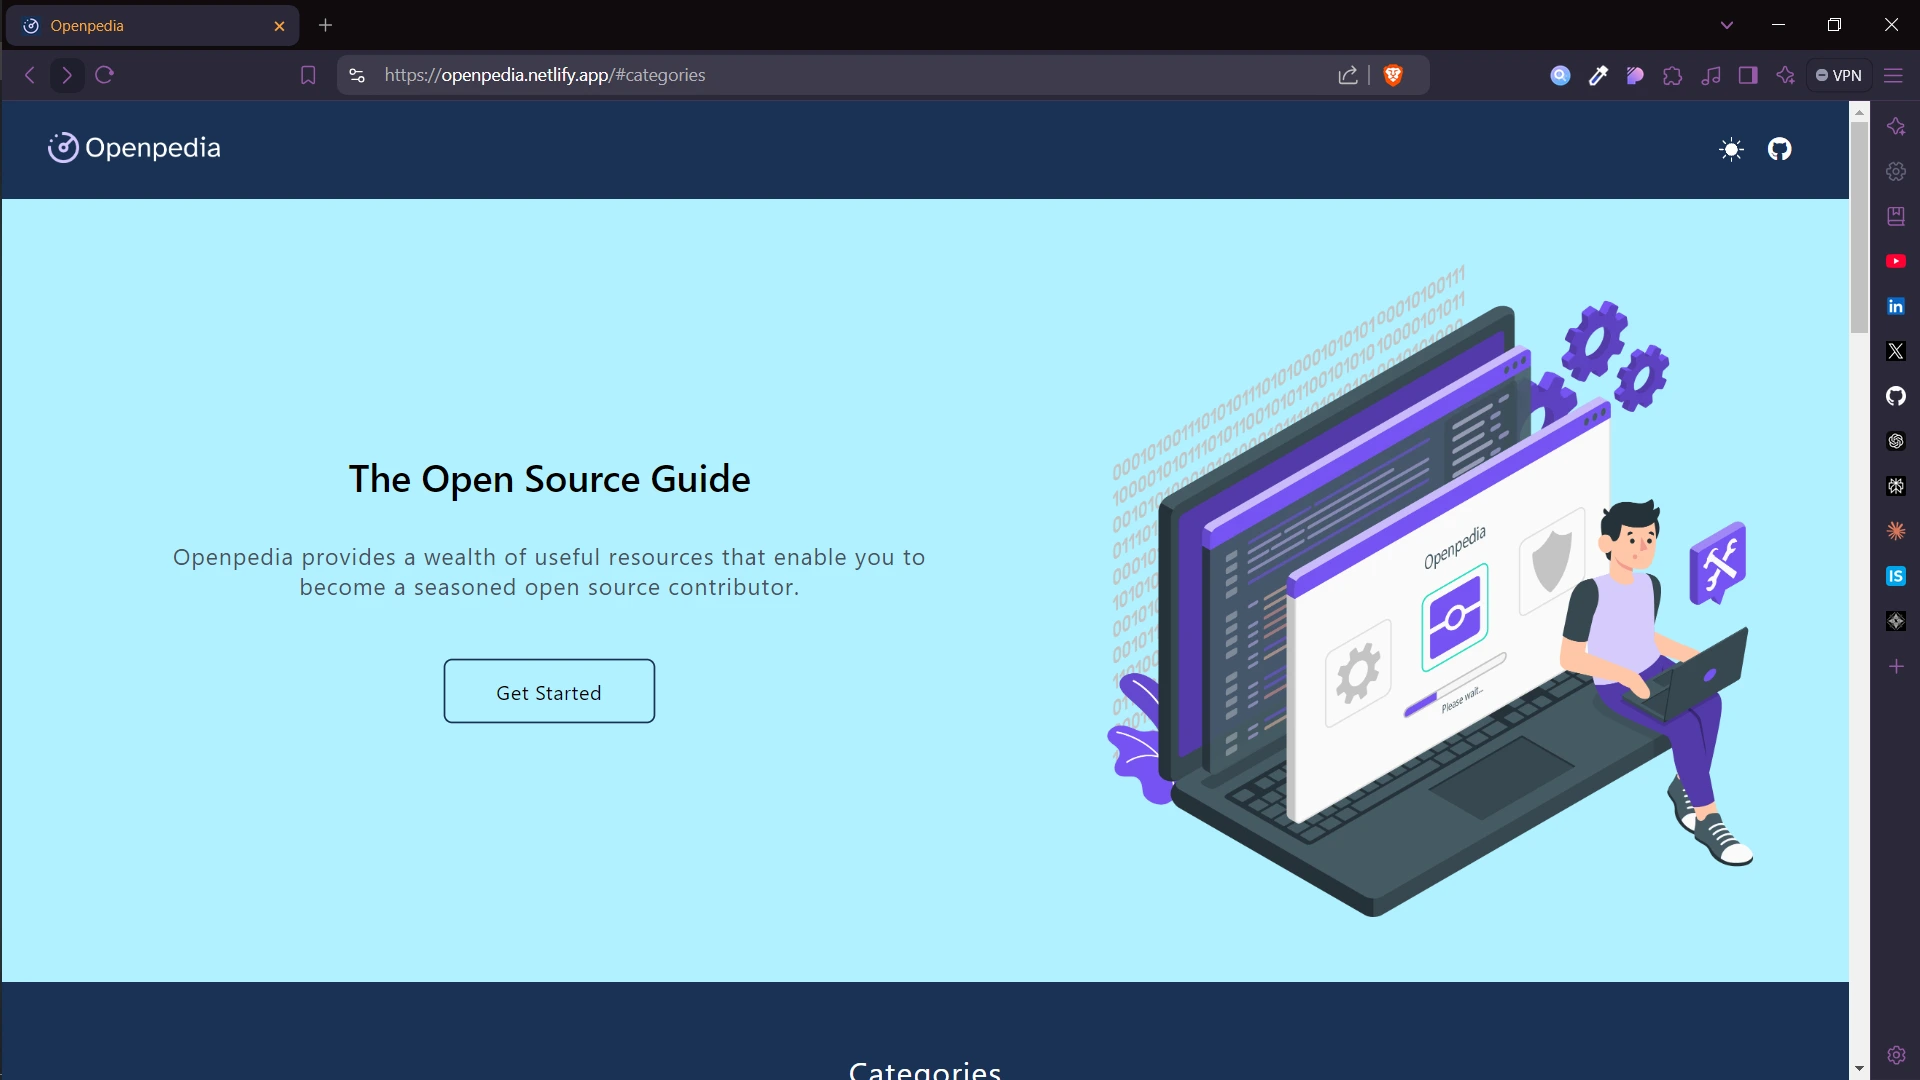 Openpedia
https://openpedia.netlify.app/#categories
VPN
Openpedia
The Open Source Guide
Openpedia provides a wealth of useful resources that enable you to
become a seasoned open source contributor.
Get Started
Openpedia
Please wait...
Categories